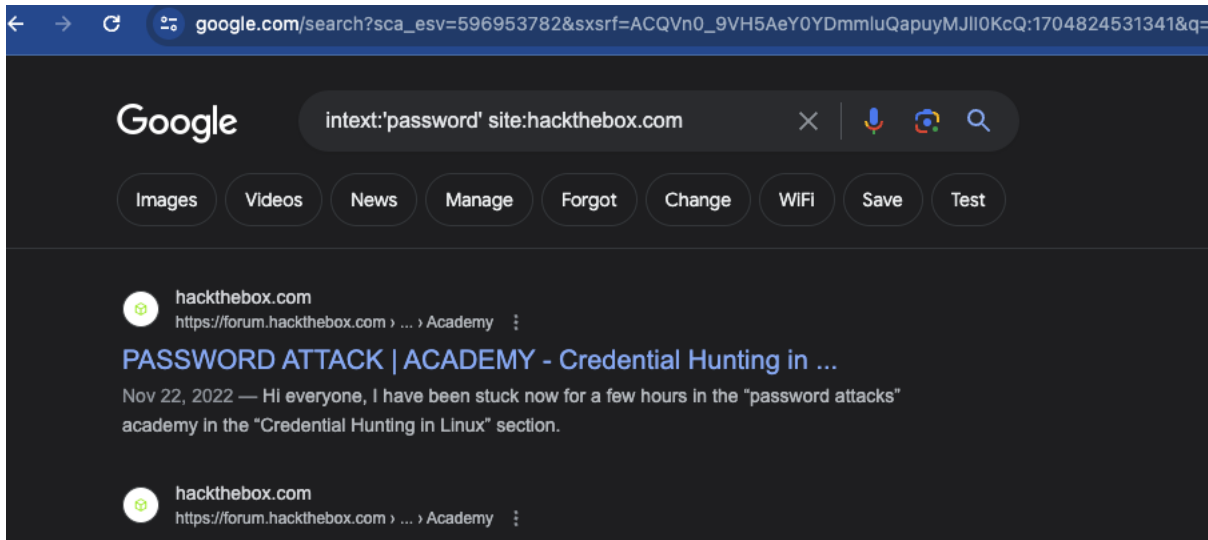 google.com/search?sca_esv=596953782&sxsrf=ACQVn0_9VH5AeY0YDmmluQapuyMJlI0KcQ:1704824531341&q=
Google
intext:'password' site:hackthebox.com
Images Videos News Manage Forgot Change WiFi Save Test
hackthebox.com
https://forum.hackthebox.com › ... › Academy
PASSWORD ATTACK | ACADEMY - Credential Hunting in ...
Nov 22, 2022 — Hi everyone, I have been stuck now for a few hours in the “password attacks”
academy in the “Credential Hunting in Linux” section.
hackthebox.com
https://forum.hackthebox.com › ... › Academy